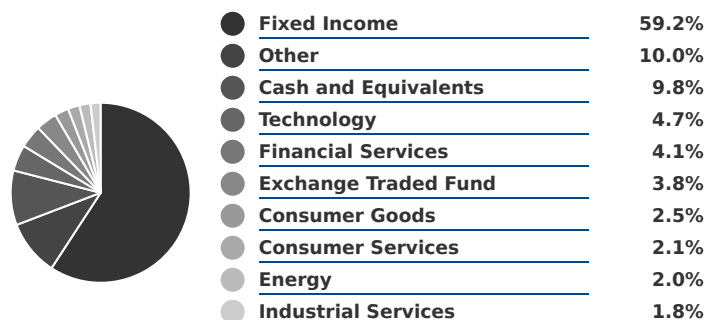 Fixed Income 59.2%
Other 10.0%
Cash and Equivalents 9.8%
Technology 4.7%
Financial Services 4.1%
Exchange Traded Fund 3.8%
Consumer Goods 2.5%
Consumer Services 2.1%
Energy 2.0%
Industrial Services 1.8%